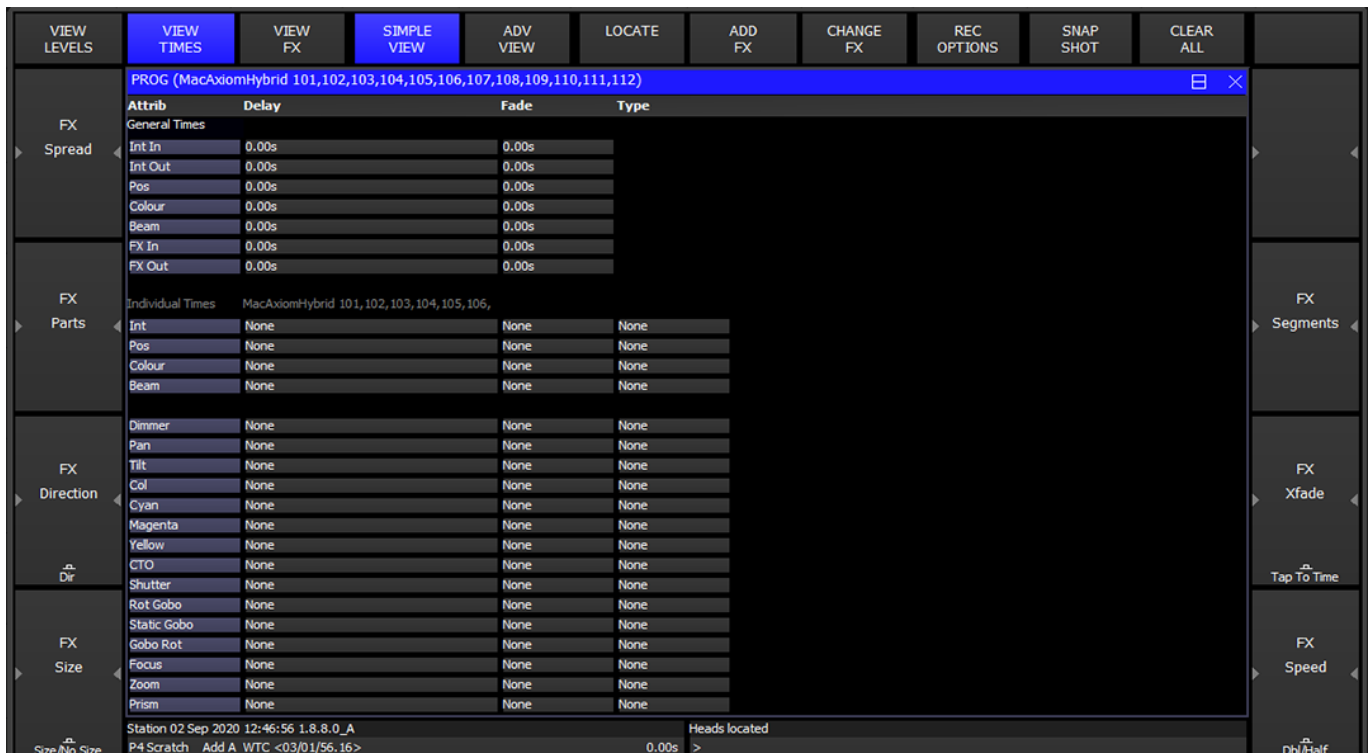 VIEW LEVELS
VIEW TIMES
VIEW FX
SIMPLE VIEW
ADV VIEW
LOCATE
ADD FX
CHANGE FX
REC OPTIONS
SNAP SHOT
CLEAR ALL
PROG (MacAxiomHybrid 101,102,103,104,105,106,107,108,109,110,111,112)
Attrib Delay Fade Type
General Times
Int In 0.00s 0.00s
Int Out 0.00s 0.00s
Pos 0.00s 0.00s
Colour 0.00s 0.00s
Beam 0.00s 0.00s
FX In 0.00s 0.00s
FX Out 0.00s 0.00s
Individual Times MacAxiomHybrid 101,102,103,104,105,106,
Int None None None
Pos None None None
Colour None None None
Beam None None None
Dimmer None None None
Pan None None None
Tilt None None None
Col None None None
Cyan None None None
Magenta None None None
Yellow None None None
CTO None None None
Shutter None None None
Rot Gobo None None None
Static Gobo None None None
Gobo Rot None None None
Focus None None None
Zoom None None None
Prism None None None
Station 02 Sep 2020 12:46:56 1.8.8.0_A
Heads located
P4 Scratch Add A WTC <03/01/56.16> 0.00s >
FX
Spread
FX
Parts
FX
Direction
Dir
FX
Size
Size/No Size
FX
Segments
FX
Xfade
Tap To Time
FX
Speed
Dbl/Half